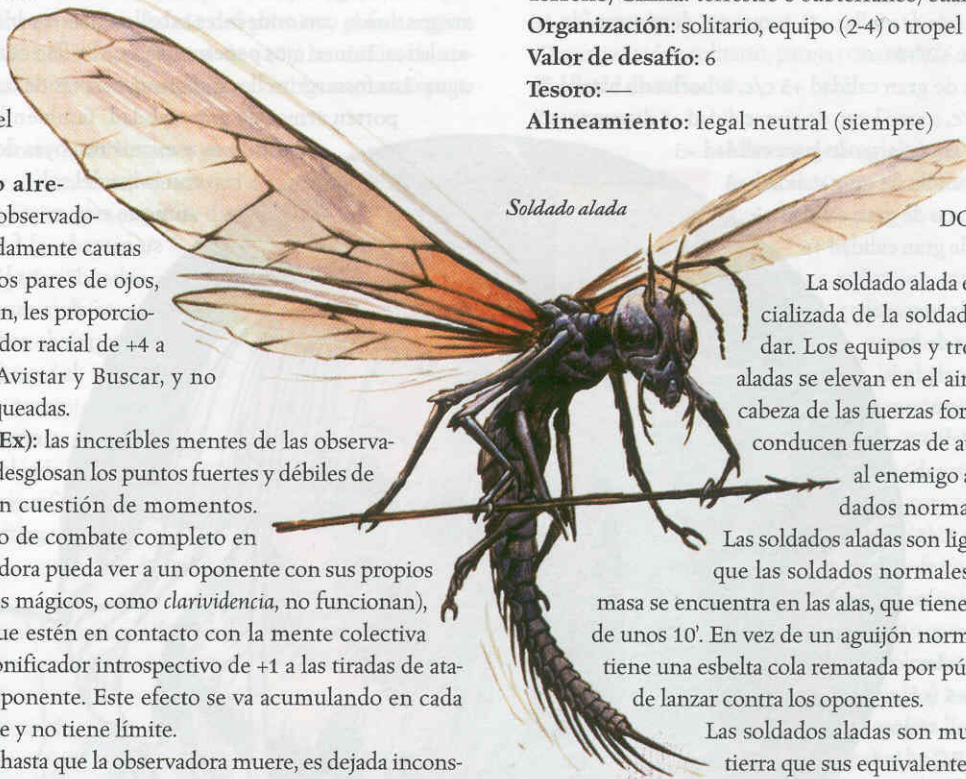 el
o alre-
observado-
damente cautas
os pares de ojos,
n, les proporcio-
dor racial de +4 a
Avistar y Buscar, y no
queadas.
Ex): las increíbles mentes de las observa-
desglosan los puntos fuertes y débiles de
n cuestión de momentos.
o de combate completo en
dora pueda ver a un oponente con sus propios
s mágicos, como clarividencia, no funcionan),
ue estén en contacto con la mente colectiva
onificador introspectivo de +1 a las tiradas de ata-
ponente. Este efecto se va acumulando en cada
e y no tiene límite.
hasta que la observadora muere, es dejada incons-
Organización: solitario, equipo (2-4) o tropel
Valor de desafío: 6
Tesoro: —
Alineamiento: legal neutral (siempre)
Soldado alada
DO
La soldado alada e
cializada de la soldad
dar. Los equipos y tro
aladas se elevan en el air
cabeza de las fuerzas for
conducen fuerzas de a
al enemigo a
dados norma
Las soldados aladas son lig
que las soldados normales
masa se encuentra en las alas, que tiene
de unos 10'. En vez de un aguijón norm
tiene una esbelta cola rematada por pú
de lanzar contra los oponentes.
Las soldados aladas son mu
tierra que sus equivalente